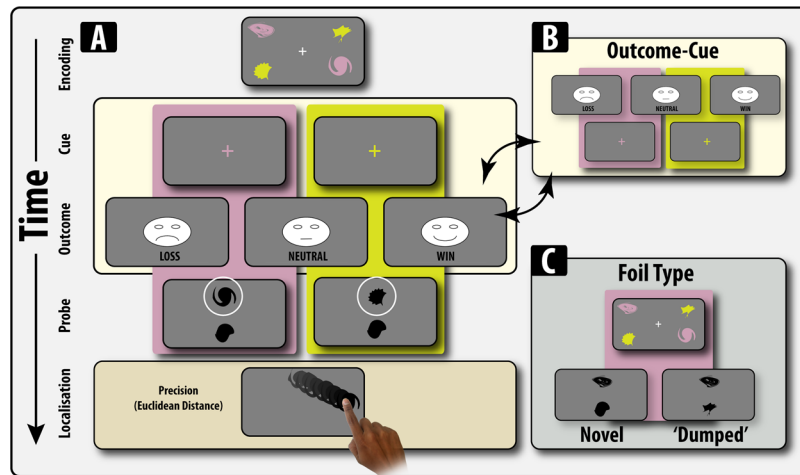 A
Encoding
Cue
Outcome
Probe
Localisation
Time
LOSS
NEUTRAL
WIN
Precision
(Euclidean Distance)
B
Outcome-Cue
LOSS
NEUTRAL
WIN
C
Foil Type
Novel
'Dumped'